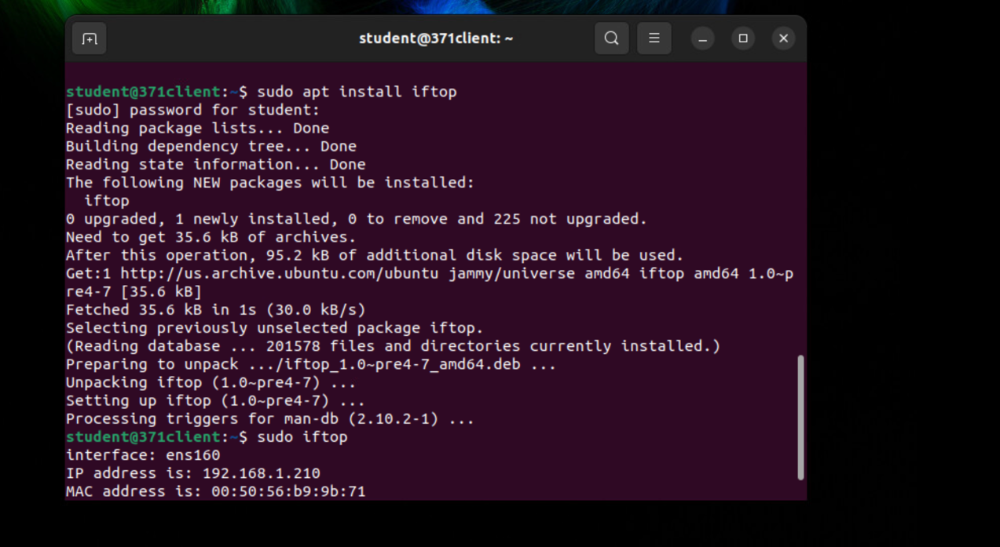 student@371client: ~
student@371client:~$ sudo apt install iftop
[sudo] password for student:
Reading package lists... Done
Building dependency tree... Done
Reading state information... Done
The following NEW packages will be installed:
  iftop
0 upgraded, 1 newly installed, 0 to remove and 225 not upgraded.
Need to get 35.6 kB of archives.
After this operation, 95.2 kB of additional disk space will be used.
Get:1 http://us.archive.ubuntu.com/ubuntu jammy/universe amd64 iftop amd64 1.0~p
re4-7 [35.6 kB]
Fetched 35.6 kB in 1s (30.0 kB/s)
Selecting previously unselected package iftop.
(Reading database ... 201578 files and directories currently installed.)
Preparing to unpack .../iftop_1.0~pre4-7_amd64.deb ...
Unpacking iftop (1.0~pre4-7) ...
Setting up iftop (1.0~pre4-7) ...
Processing triggers for man-db (2.10.2-1) ...
student@371client:~$ sudo iftop
interface: ens160
IP address is: 192.168.1.210
MAC address is: 00:50:56:b9:9b:71